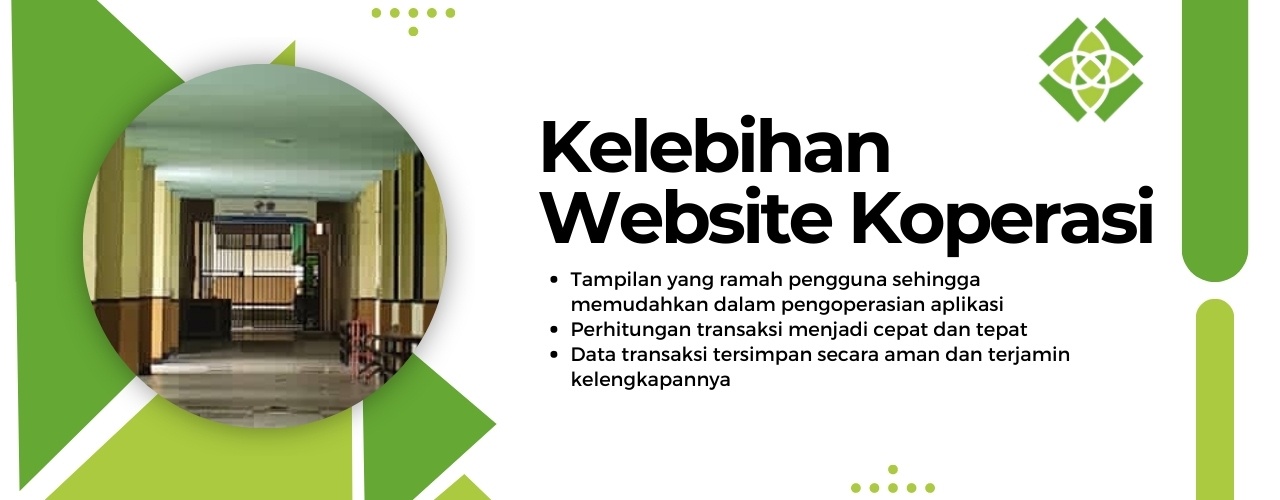 Kelebihan
Website Koperasi
• Tampilan yang ramah pengguna sehingga
memudahkan dalam pengoperasian aplikasi
• Perhitungan transaksi menjadi cepat dan tepat
• Data transaksi tersimpan secara aman dan terjamin
kelengkapannya